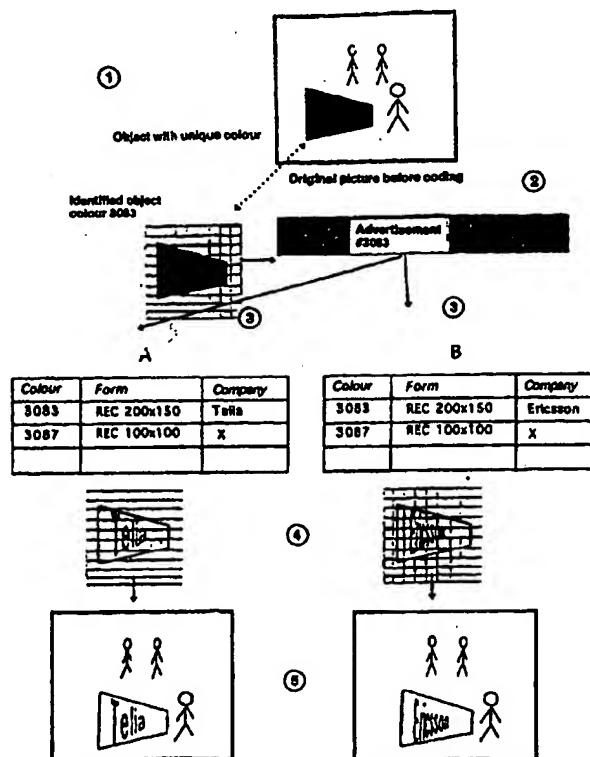 ①
Object with unique colour
Original picture before coding
②
Identified object
colour 3083
Advertisement
#3083
③
③
A
B
Colour Form Company
3083 REC 200x150 Telia
3087 REC 100x100 X
Colour Form Company
3083 REC 200x150 Ericsson
3087 REC 100x100 X
④
Telia
⑤
Telia
Ericsson